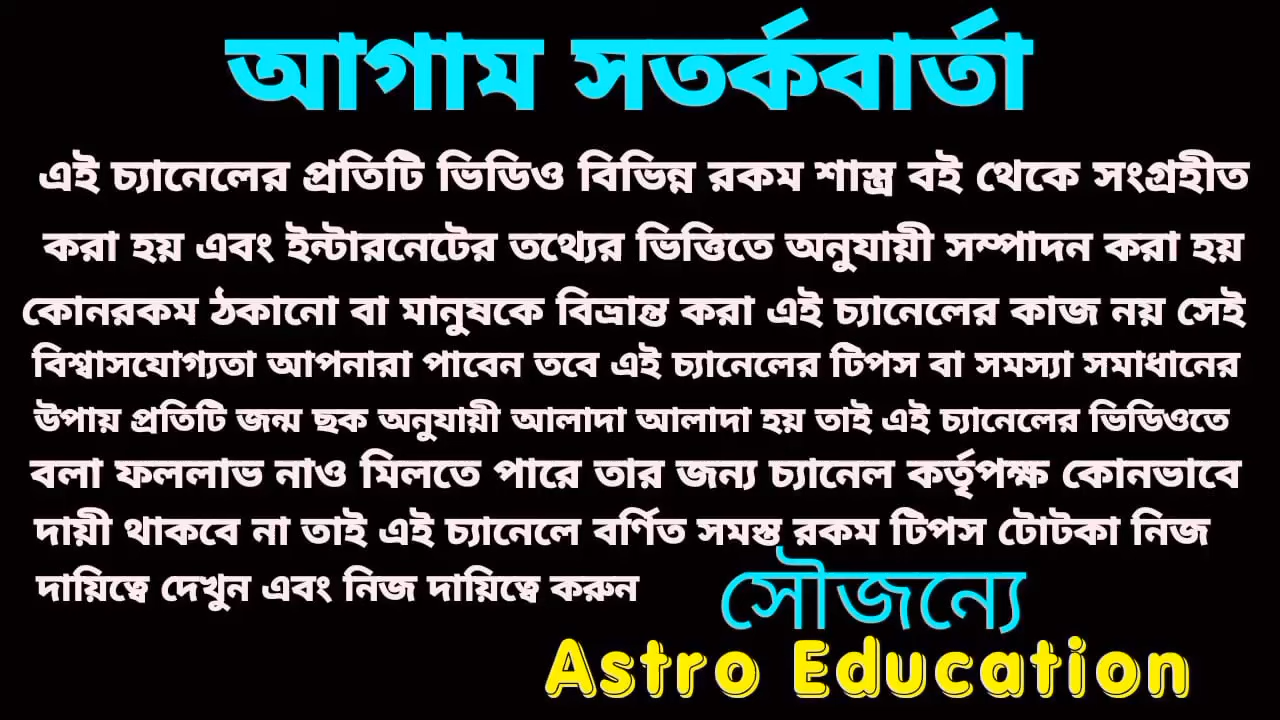 আগাম সতর্কবার্তা
এই চ্যানেলের প্রতিটি ভিডিও বিভিন্ন রকম শাস্ত্র বই থেকে সংগ্রহীত
করা হয় এবং ইন্টারনেটের তথ্যের ভিত্তিতে অনুযায়ী সম্পাদন করা হয়
কোনরকম ঠকানো বা মানুষকে বিভ্রান্ত করা এই চ্যানেলের কাজ নয় সেই
বিশ্বাসযোগ্যতা আপনারা পাবেন তবে এই চ্যানেলের টিপস বা সমস্যা সমাধানের
উপায় প্রতিটি জন্ম ছক অনুযায়ী আলাদা আলাদা হয় তাই এই চ্যানেলের ভিডিওতে
বলা ফললাভ নাও মিলতে পারে তার জন্য চ্যানেল কর্তৃপক্ষ কোনভাবে
দায়ী থাকবে না তাই এই চ্যানেলে বর্ণিত সমস্ত রকম টিপস টোটকা নিজ
দায়িত্বে দেখুন এবং নিজ দায়িত্বে করুন
সৌজন্যে
Astro Education